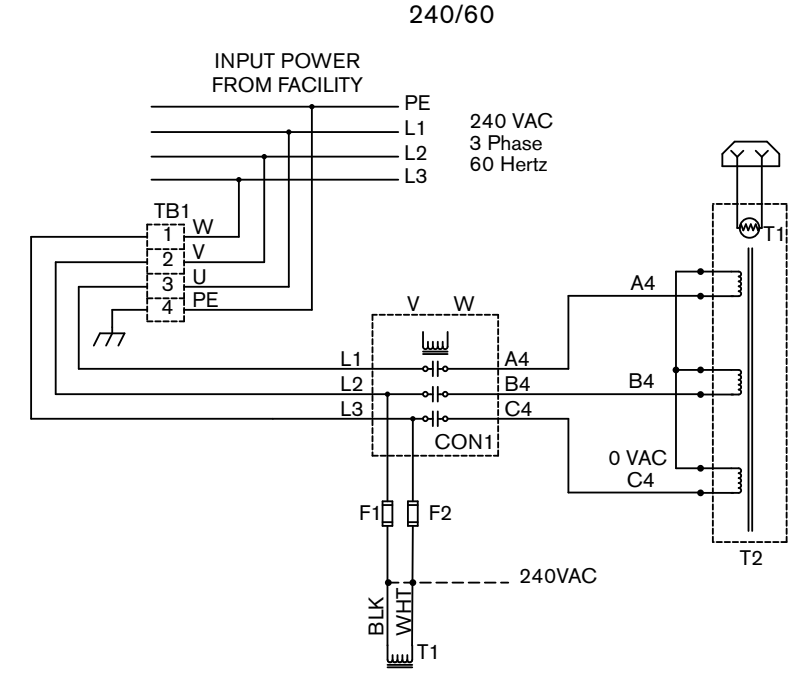 240/60
INPUT POWER
FROM FACILITY
PE
L1
L2
L3
240 VAC
3 Phase
60 Hertz
TB1
1 W
2 V
3 U
4 PE
T1
V W
A4
L1 A4
L2 B4 B4
L3 C4
CON1
0 VAC
C4
F1 F2
T2
240VAC
BLK
WHT
T1